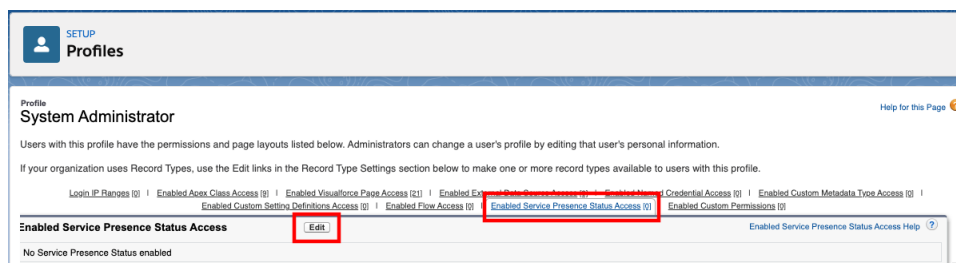 SETUP
Profiles
Profile
System Administrator
Help for this Page
Users with this profile have the permissions and page layouts listed below. Administrators can change a user's profile by editing that user's personal information.
If your organization uses Record Types, use the Edit links in the Record Type Settings section below to make one or more record types available to users with this profile.
Login IP Ranges [0] | Enabled Apex Class Access [9] | Enabled Visualforce Page Access [21] | Enabled External Data Source Access [0] | Enabled Named Credential Access [0] | Enabled Custom Metadata Type Access [0] |
Enabled Custom Setting Definitions Access [0] | Enabled Flow Access [0] | Enabled Service Presence Status Access [0] | Enabled Custom Permissions [0]
Enabled Service Presence Status Access Edit Enabled Service Presence Status Access Help ?
No Service Presence Status enabled